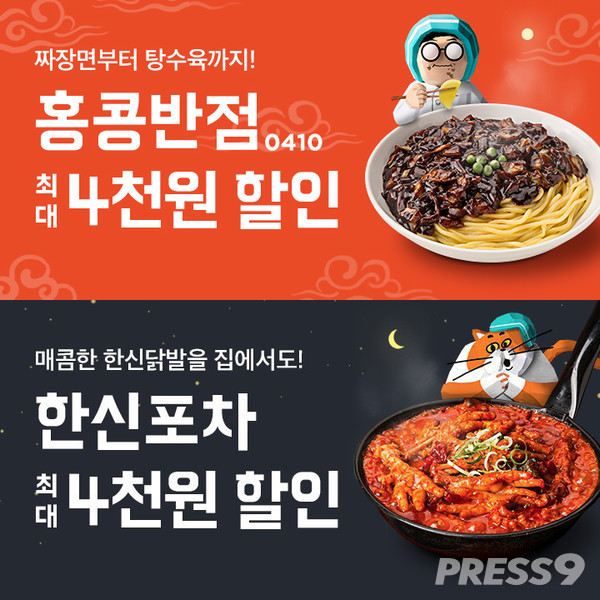 짜장면부터 탕수육까지!
홍콩반점0410
최대 4천원 할인
매콤한 한신닭발을 집에서도!
한신포차
최대 4천원 할인
PRESS9